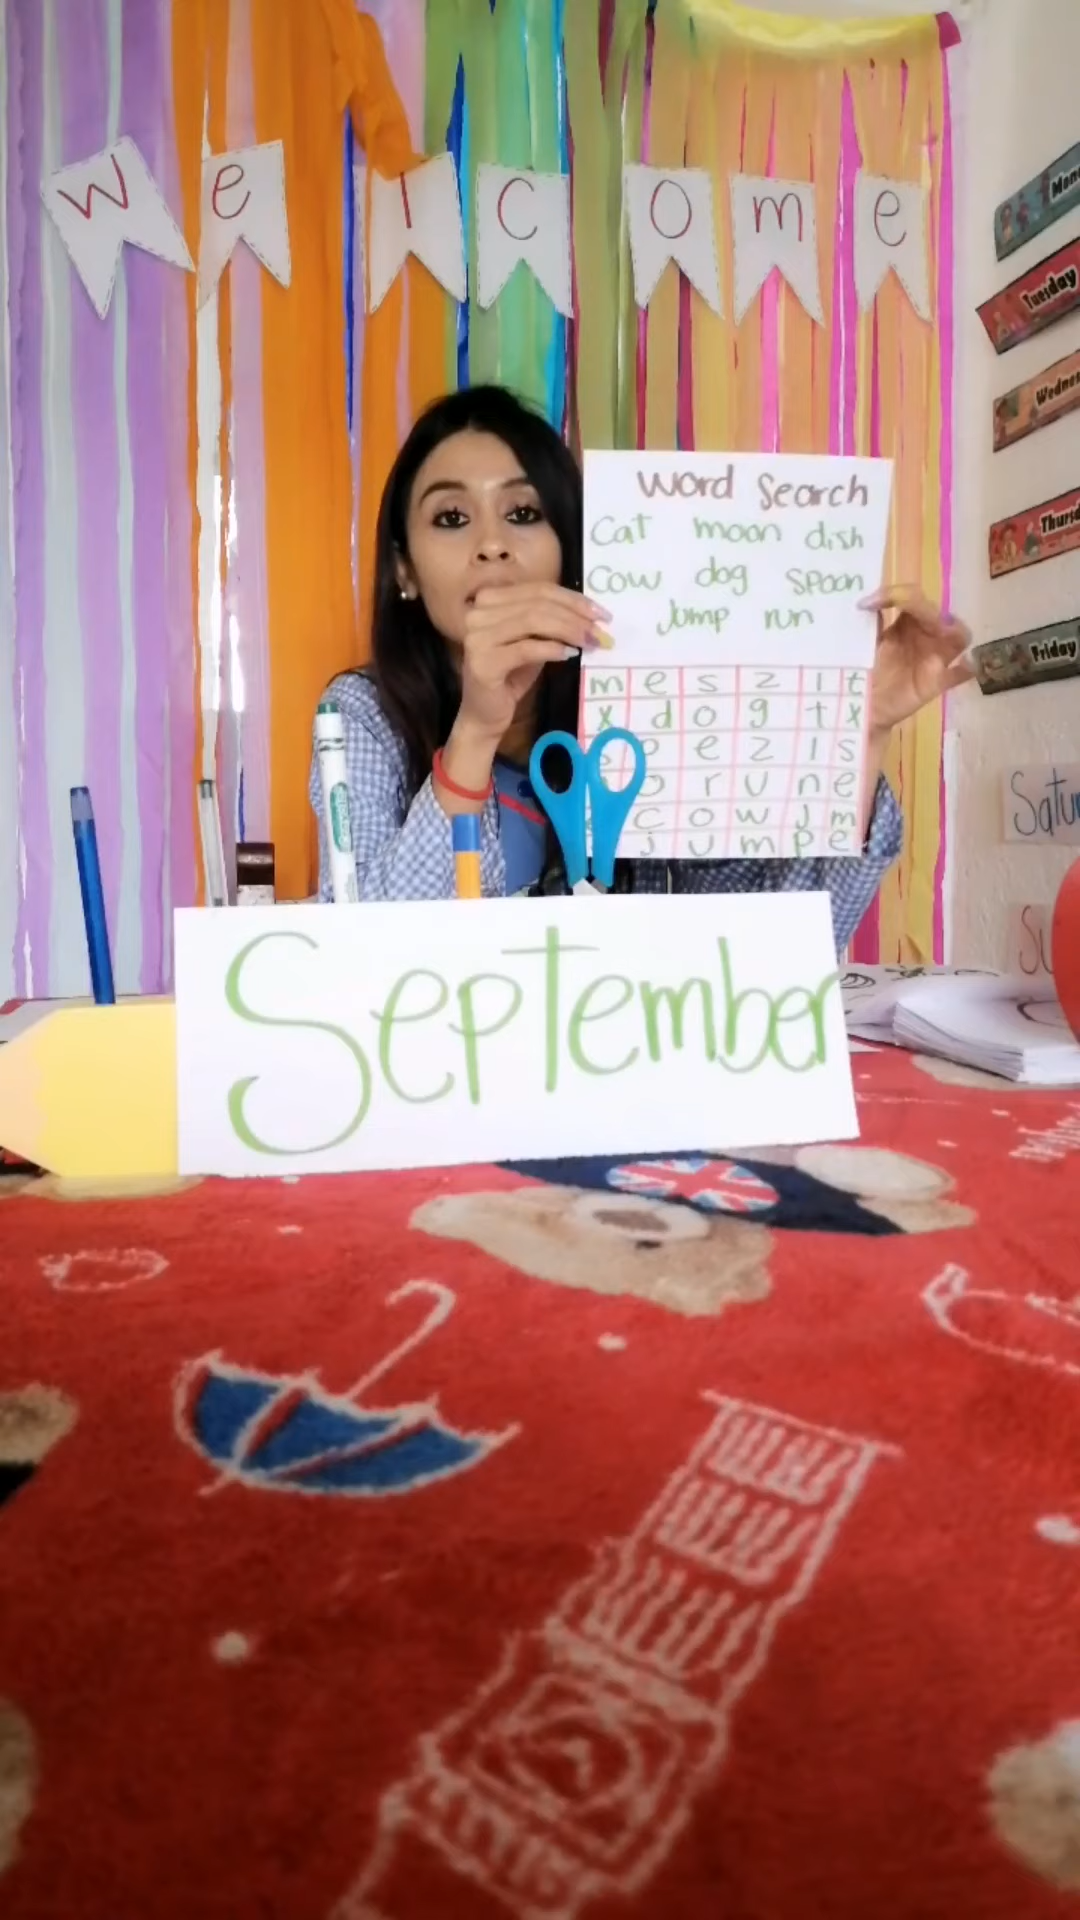 Welcome
Tuesday
Friday
Word Search
Cat moon dish
Cow dog spoon
Jump run
m e s z i t
x d o g t x
e z i s
o r u n e
c o w j m
j u m p e
September